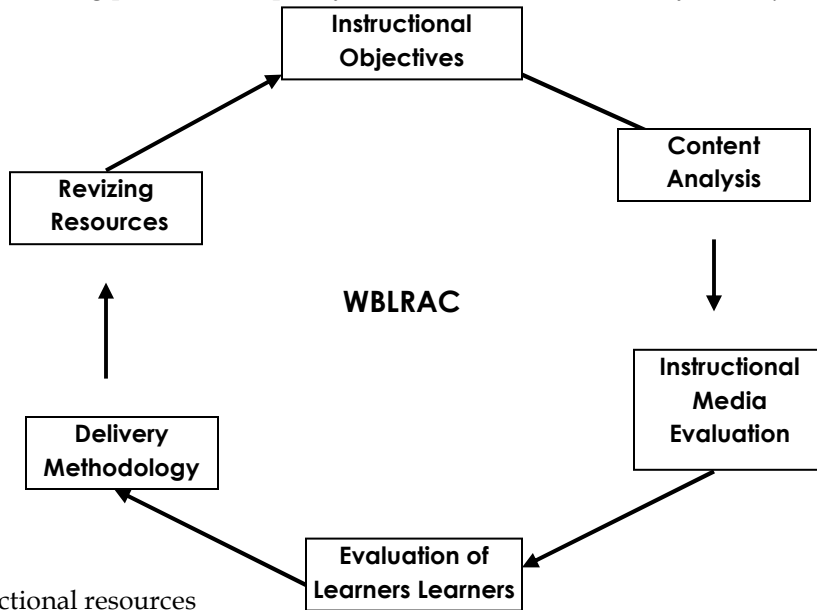 Instructional
Objectives
Content
Analysis
Revizing
Resources
WBLRAC
Instructional
Media
Evaluation
Delivery
Methodology
Evaluation of
Learners Learners
ctional resources